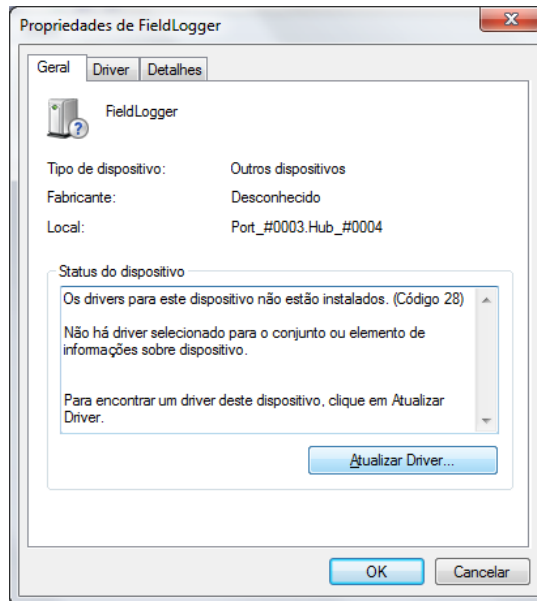 Propriedades de FieldLogger
Geral Driver Detalhes
FieldLogger
Tipo de dispositivo: Outros dispositivos
Fabricante: Desconhecido
Local: Port_#0003.Hub_#0004
Status do dispositivo
Os drivers para este dispositivo não estão instalados. (Código 28)
Não há driver selecionado para o conjunto ou elemento de
informações sobre dispositivo.
Para encontrar um driver deste dispositivo, clique em Atualizar
Driver.
Atualizar Driver...
OK Cancelar